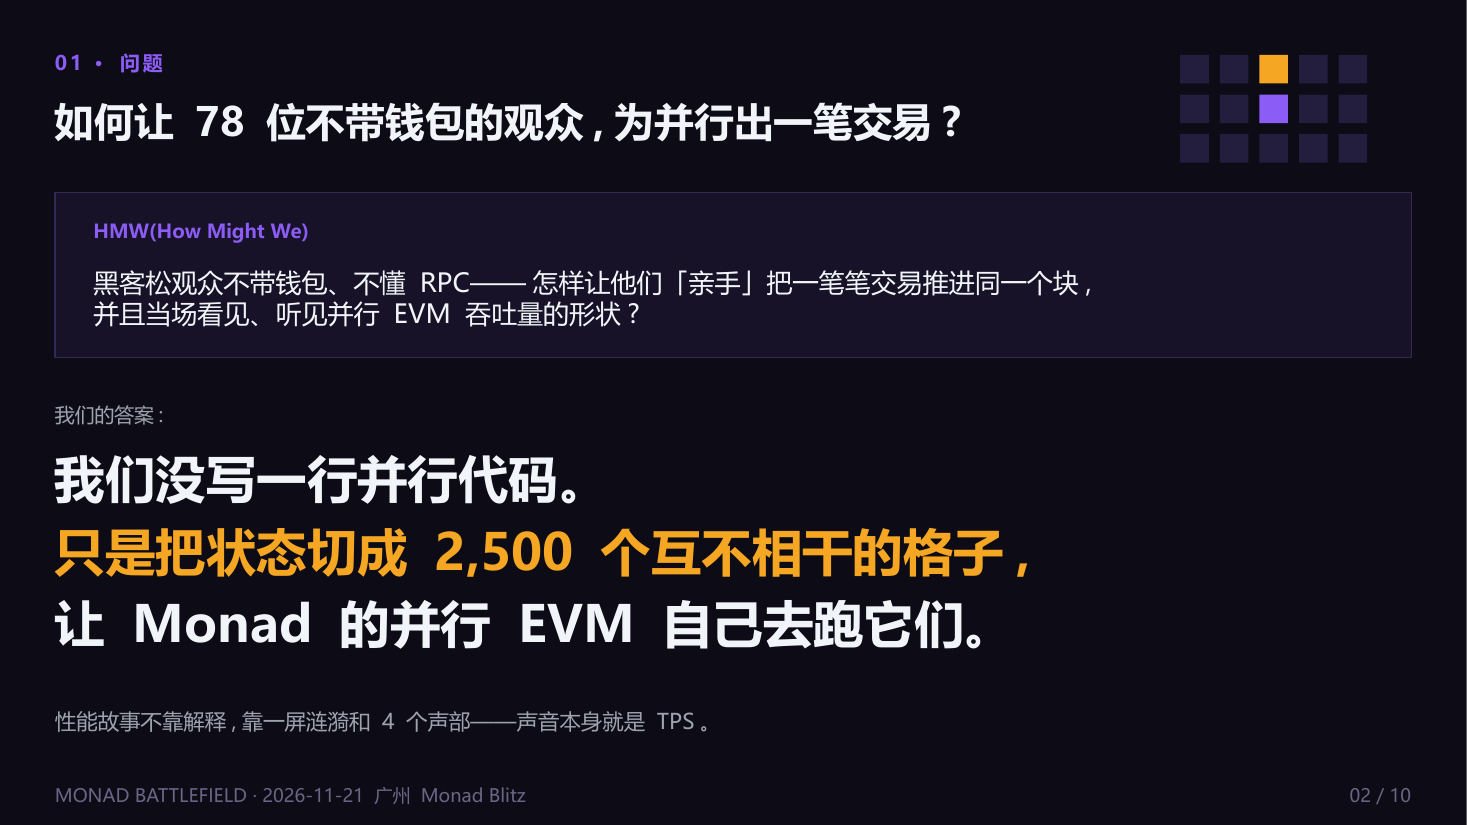 01 • 问题
如何让 78 位不带钱包的观众,为并行出一笔交易?
HMW(How Might We)
黑客松观众不带钱包、不懂 RPC——怎样让他们「亲手」把一笔笔交易推进同一个块,
并且当场看见、听见并行 EVM 吞吐量的形状?
我们的答案:
我们没写一行并行代码。
只是把状态切成 2,500 个互不相干的格子,
让 Monad 的并行 EVM 自己去跑它们。
性能故事不靠解释,靠一屏涟漪和 4 个声部——声音本身就是 TPS。
MONAD BATTLEFIELD · 2026-11-21 广州 Monad Blitz
02 / 10